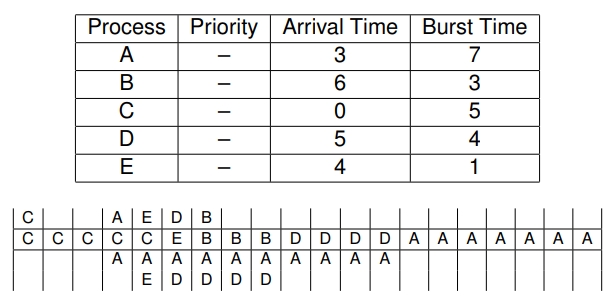 Process Priority Arrival Time Burst Time
A – 3 7
B – 6 3
C – 0 5
D – 5 4
E – 4 1
C A E D B
C C C C C E B B B D D D D A A A A A A A
A A A A A A A A A A
E D D D D